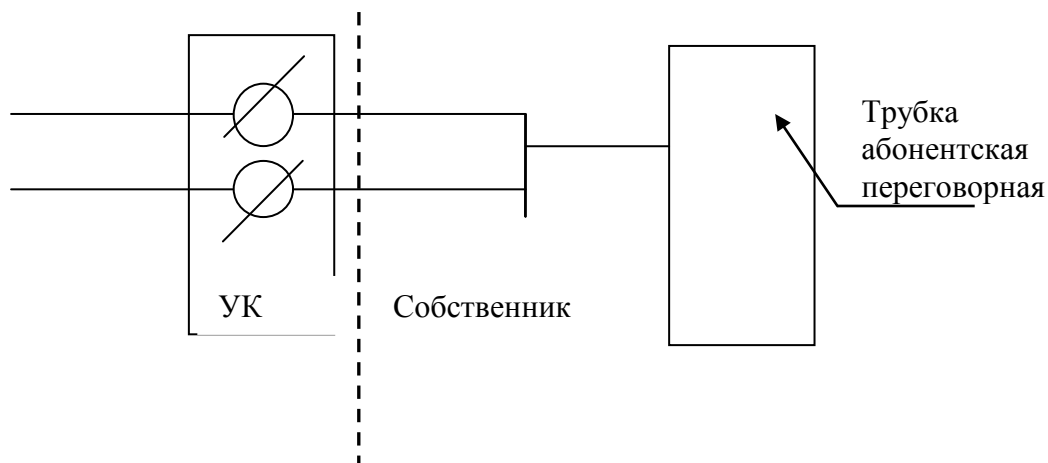 Трубка
абонентская
переговорная
УК
Собственник